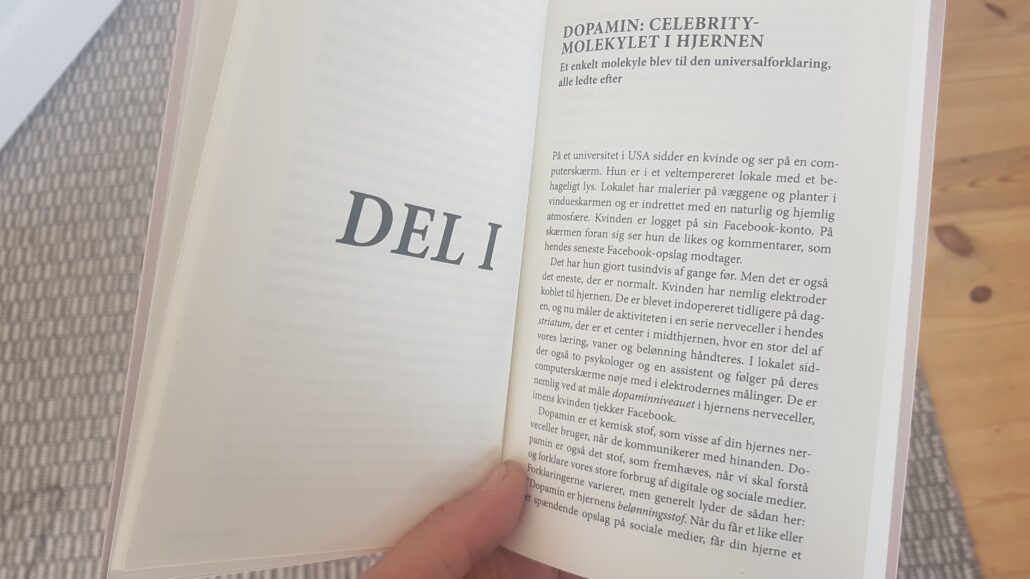 DEL I
DOPAMIN: CELEBRITY-
MOLEKYLET I HJERNEN
Et enkelt molekyle blev til den universalforklaring,
alle ledte efter
På et universitet i USA sidder en kvinde og ser på en com-
puterskærm. Hun er i et veltempereret lokale med et be-
hageligt lys. Lokalet har malerier på væggene og planter i
vindueskarmen og er indrettet med en naturlig og hjemlig
atmosfære. Kvinden er logget på sin Facebook-konto. På
skærmen foran sig ser hun de likes og kommentarer, som
hendes seneste Facebook-opslag modtager.
Det har hun gjort tusindvis af gange før. Men det er også
det eneste, der er normalt. Kvinden har nemlig elektroder
koblet til hjernen. De er blevet indopereret tidligere på dag-
en, og nu måler de aktiviteten i en serie nerveceller i hendes
striatum, der er et center i midthjernen, hvor en stor del af
vores læring, vaner og belønning håndteres. I lokalet sid-
der også to psykologer og en assistent og følger på deres
computerskærme nøje med i elektrodernes målinger. De er
nemlig ved at måle dopaminniveauet i hjernens nerveceller,
imens kvinden tjekker Facebook.
Dopamin er et kemisk stof, som visse af din hjernes ner-
veceller bruger, når de kommunikerer med hinanden. Do-
pamin er også det stof, som fremhæves, når vi skal forstå
og forklare vores store forbrug af digitale og sociale medier.
Forklaringerne varierer, men generelt lyder de sådan her:
"Dopamin er hjernens belønningsstof. Når du får et like eller
et spændende opslag på sociale medier, får din hjerne et